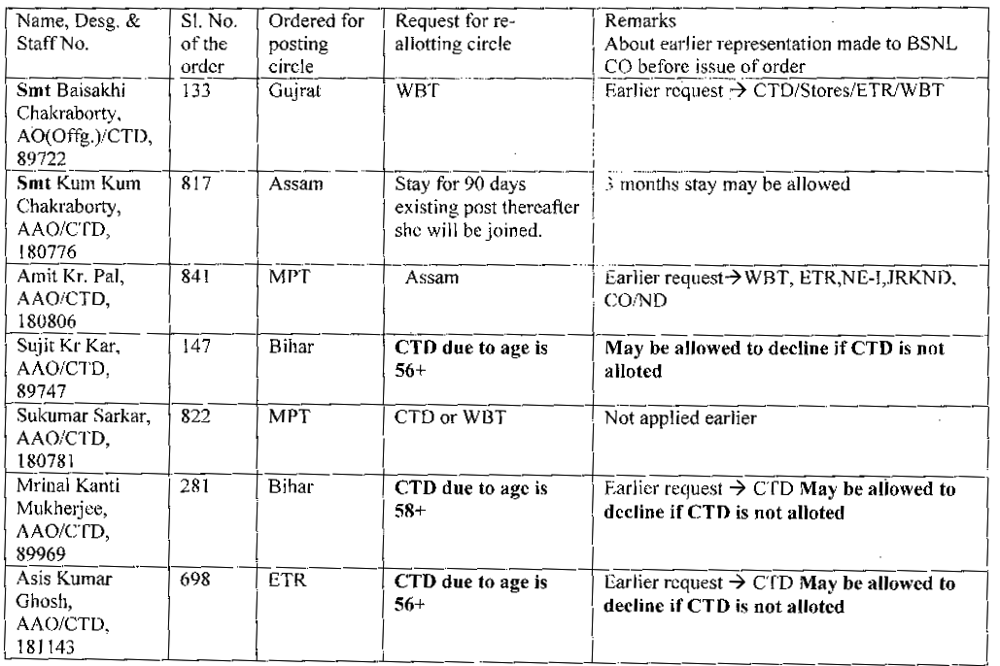 Name, Desg. & Staff No.
Sl. No. of the order
Ordered for posting circle
Request for re-allotting circle
Remarks
About earlier representation made to BSNL CO before issue of order
Smt Baisakhi Chakraborty, AO(Offg.)/CTD, 89722
133
Gujrat
WBT
Earlier request → CTD/Stores/ETR/WBT
Smt Kum Kum Chakraborty, AAO/CTD, 180776
817
Assam
Stay for 90 days existing post thereafter she will be joined.
3 months stay may be allowed
Amit Kr. Pal, AAO/CTD, 180806
841
MPT
Assam
Earlier request→WBT, ETR,NE-I,JRKND, CO/ND
Sujit Kr Kar, AAO/CTD, 89747
147
Bihar
CTD due to age is 56+
May be allowed to decline if CTD is not alloted
Sukumar Sarkar, AAO/CTD, 180781
822
MPT
CTD or WBT
Not applied earlier
Mrinal Kanti Mukherjee, AAO/CTD, 89969
281
Bihar
CTD due to age is 58+
Earlier request → CTD May be allowed to decline if CTD is not alloted
Asis Kumar Ghosh, AAO/CTD, 181143
698
ETR
CTD due to age is 56+
Earlier request → CTD May be allowed to decline if CTD is not alloted